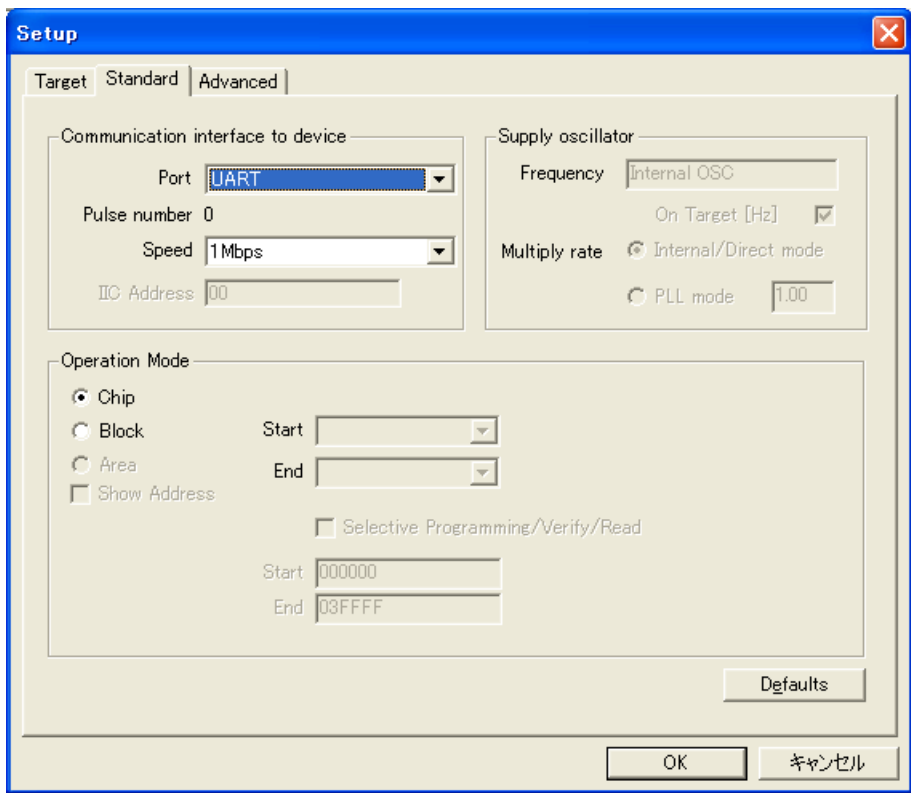 Setup
Target Standard Advanced
Communication interface to device
Port UART
Pulse number 0
Speed 1Mbps
IIC Address 00
Supply oscillator
Frequency Internal OSC
On Target [Hz]
Multiply rate Internal/Direct mode
PLL mode 1.00
Operation Mode
Chip
Block
Area
Show Address
Start
End
Selective Programming/Verify/Read
Start 000000
End 03FFFF
Defaults
OK キャンセル